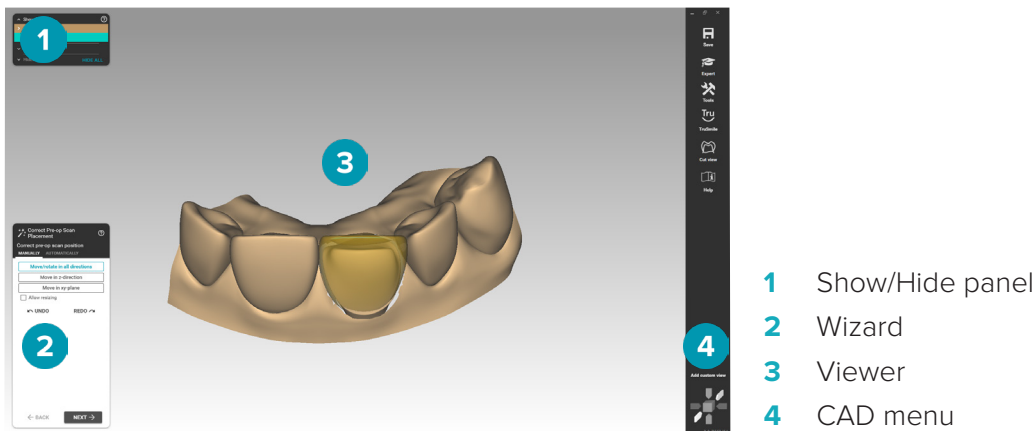 1
HIDE ALL
Save
Expert
Tools
Tru
TruSmile
Cut view
Help
3
Correct Pre-op Scan
Placement
Correct pre-op scan position
MANUALLY AUTOMATICALLY
Move/rotate in all directions
Move in z-direction
Move in xy-plane
Allow resizing
UNDO REDO
2
BACK NEXT
4
Add custom view
1 Show/Hide panel
2 Wizard
3 Viewer
4 CAD menu